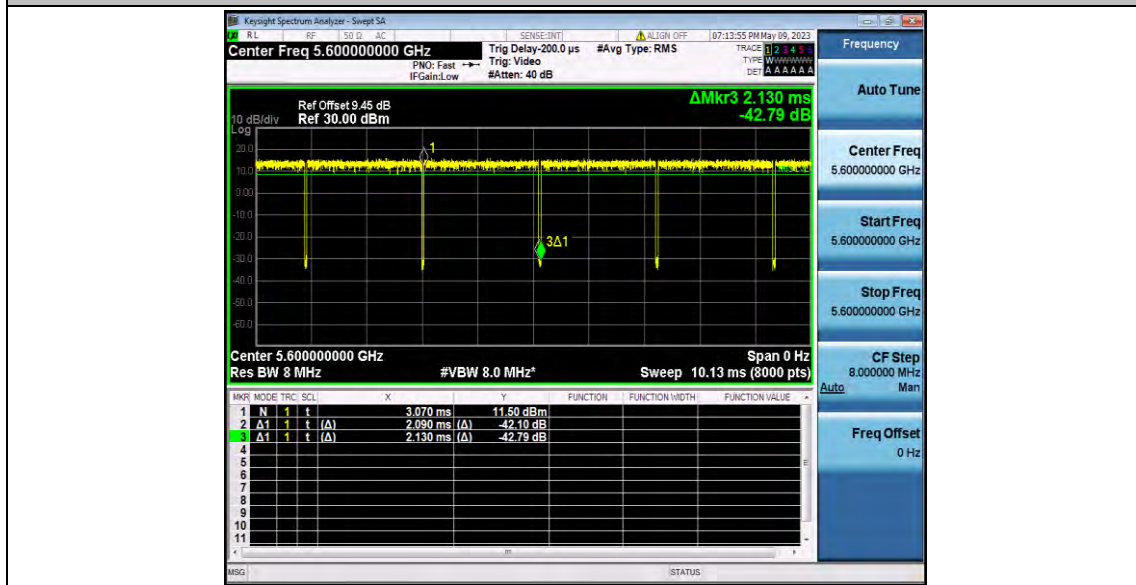 Keysight Spectrum Analyzer - Swept SA
RL RF 50 Ω AC SENSE:INT ALIGN OFF 07:13:55 PM May 09, 2023
Center Freq 5.600000000 GHz
PNO: Fast
IFGain:Low
Trig Delay-200.0 µs
Trig: Video
#Atten: 40 dB
#Avg Type: RMS
TRACE 1 2 3 4 5 6
TYPE WWWWWW
DET A A A A A A
ΔMkr3 2.130 ms
-42.79 dB
Ref Offset 9.45 dB
10 dB/div Ref 30.00 dBm
Log
20.0
10.0
0.00
-10.0
-20.0
-30.0
-40.0
-50.0
-60.0
1
3Δ1
Center 5.600000000 GHz Span 0 Hz
Res BW 8 MHz #VBW 8.0 MHz* Sweep 10.13 ms (8000 pts)
MKR MODE TRC SCL X Y FUNCTION FUNCTION WIDTH FUNCTION VALUE
1 N 1 t 3.070 ms 11.50 dBm
2 Δ1 1 t (Δ) 2.090 ms (Δ) -42.10 dB
3 Δ1 1 t (Δ) 2.130 ms (Δ) -42.79 dB
4
5
6
7
8
9
10
11
MSG STATUS
Frequency
Auto Tune
Center Freq
5.600000000 GHz
Start Freq
5.600000000 GHz
Stop Freq
5.600000000 GHz
CF Step
8.000000 MHz
Auto Man
Freq Offset
0 Hz